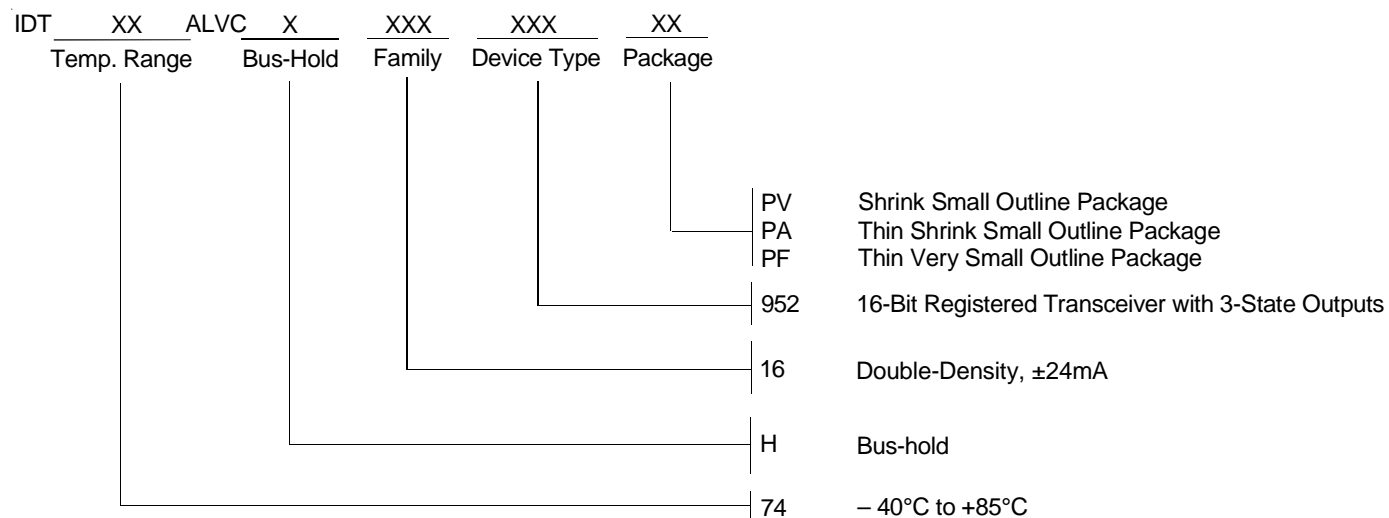 IDT XX ALVC X XXX XXX XX
Temp. Range Bus-Hold Family Device Type Package
PV Shrink Small Outline Package
PA Thin Shrink Small Outline Package
PF Thin Very Small Outline Package
952 16-Bit Registered Transceiver with 3-State Outputs
16 Double-Density, ±24mA
H Bus-hold
74 – 40°C to +85°C